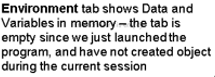 Environment tab shows Data and
Variables in memory – the tab is
empty since we just launched the
program, and have not created object
during the current session